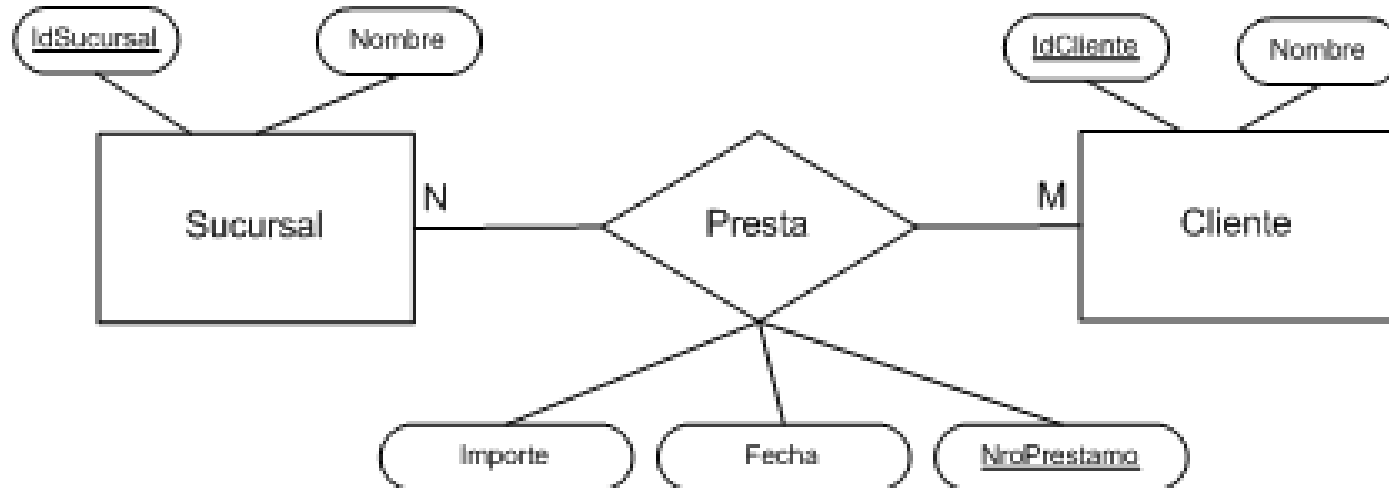 IdSucursal
Nombre
IdCliente
Nombre
Sucursal
N
Presta
M
Cliente
Importe
Fecha
NroPrestamo